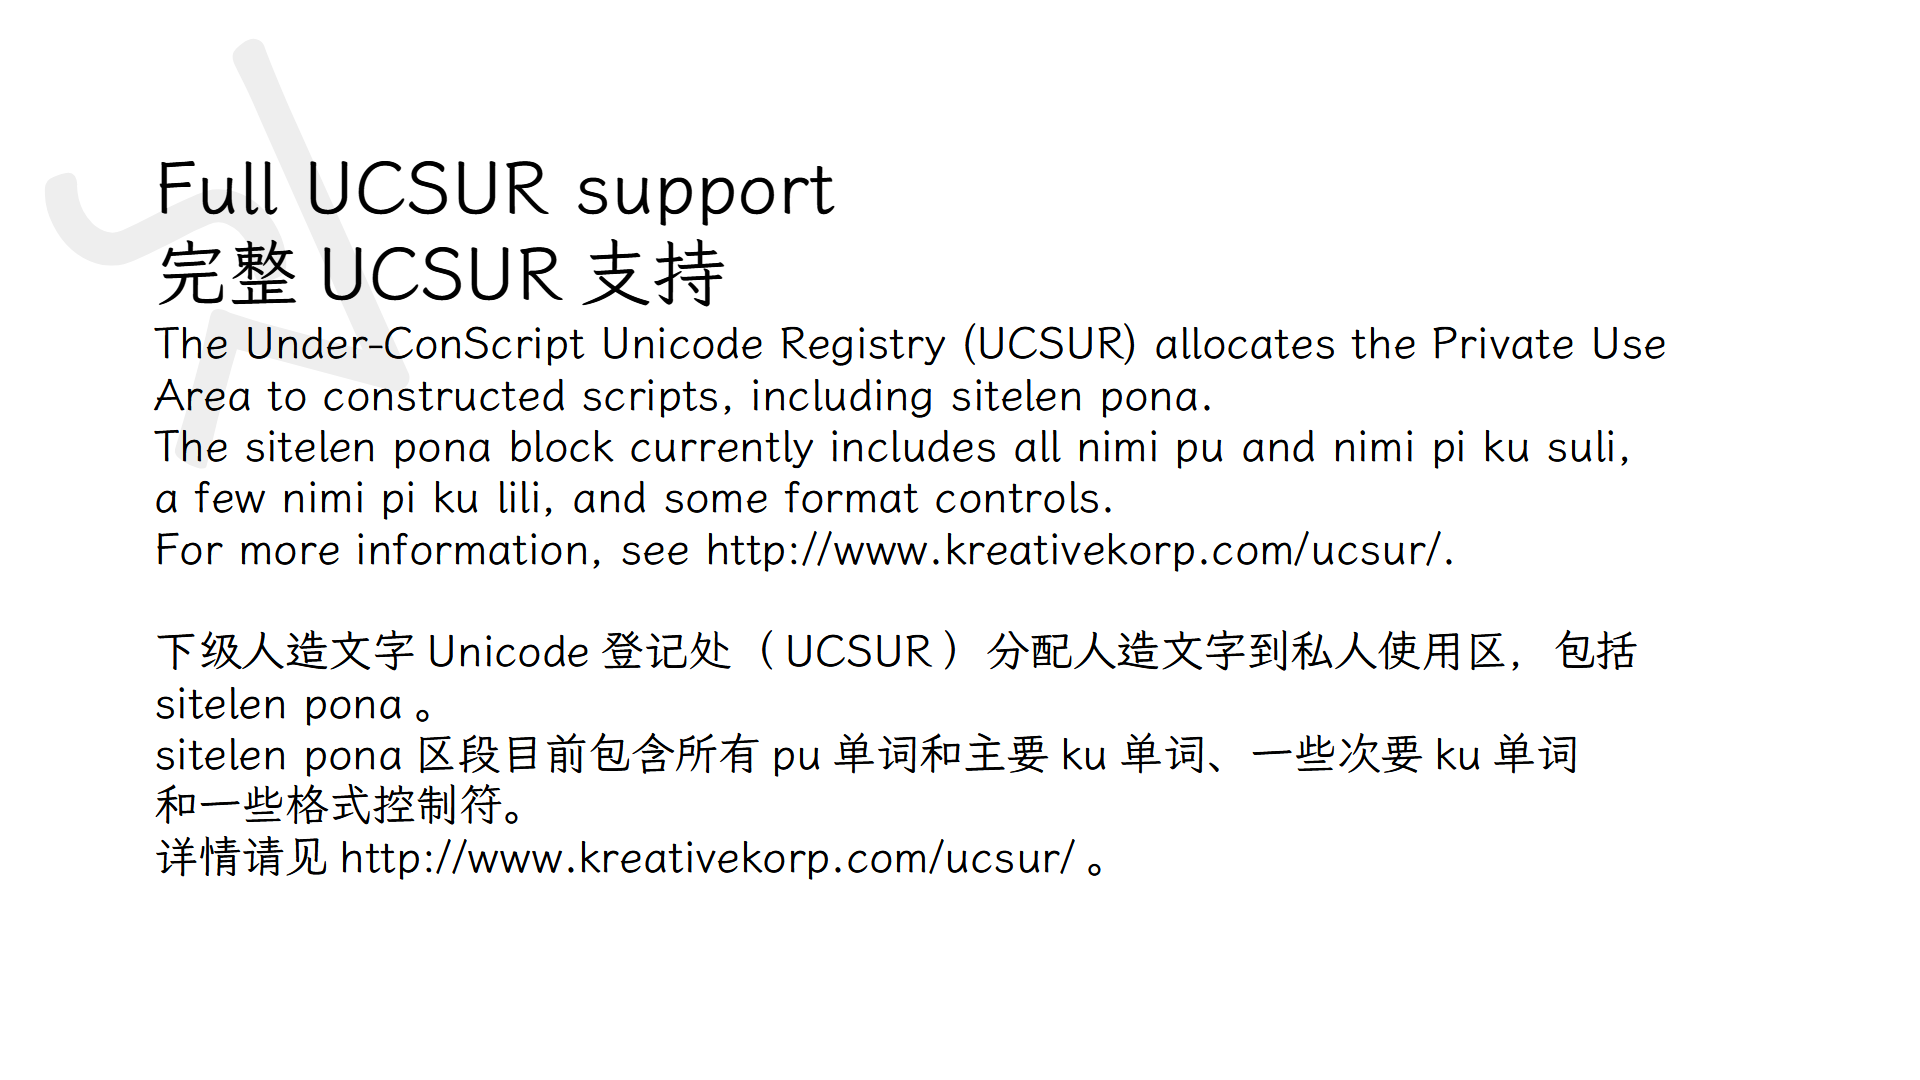 Full UCSUR support
完整 UCSUR 支持
The Under-ConScript Unicode Registry (UCSUR) allocates the Private Use
Area to constructed scripts, including sitelen pona.
The sitelen pona block currently includes all nimi pu and nimi pi ku suli,
a few nimi pi ku lili, and some format controls.
For more information, see http://www.kreativekorp.com/ucsur/.
下级人造文字 Unicode 登记处（UCSUR）分配人造文字到私人使用区，包括
sitelen pona。
sitelen pona 区段目前包含所有 pu 单词和主要 ku 单词、一些次要 ku 单词
和一些格式控制符。
详情请见 http://www.kreativekorp.com/ucsur/。